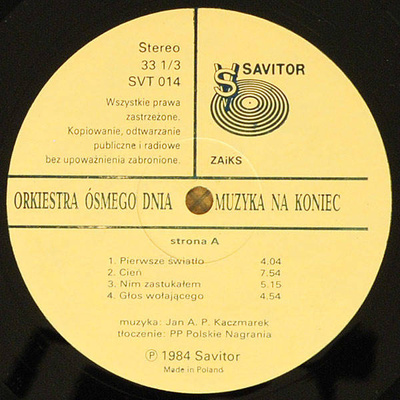 Stereo
33 1/3
SVT 014
Wszystkie prawa
zastrzeżone.
Kopiowanie, odtwarzanie
publiczne i radiowe
bez upoważnienia zabronione.
VS SAVITOR
ZAiKS
ORKIESTRA ÓSMEGO DNIA MUZYKA NA KONIEC
strona A
1. Pierwsze światło 4.04
2. Cień 7.54
3. Nim zastukałem 5.15
4. Głos wołającego 4.54
muzyka: Jan A. P. Kaczmarek
tłoczenie: PP Polskie Nagrania
Ⓟ 1984 Savitor
Made in Poland